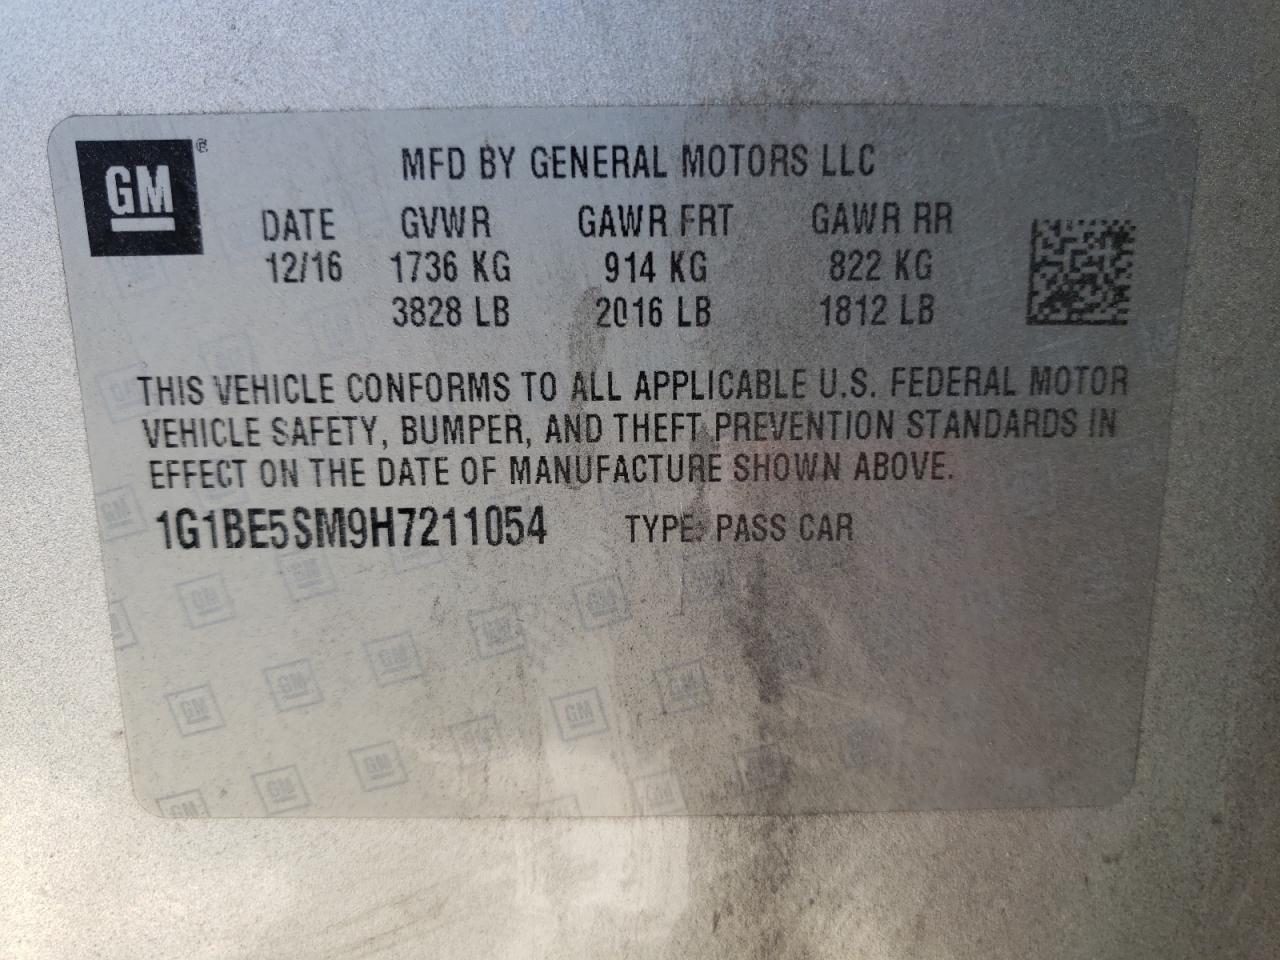 GM ®
MFD BY GENERAL MOTORS LLC
DATE GVWR GAWR FRT GAWR RR
12/16 1736 KG 914 KG 822 KG
3828 LB 2016 LB 1812 LB
THIS VEHICLE CONFORMS TO ALL APPLICABLE U.S. FEDERAL MOTOR
VEHICLE SAFETY, BUMPER, AND THEFT PREVENTION STANDARDS IN
EFFECT ON THE DATE OF MANUFACTURE SHOWN ABOVE.
1G1BE5SM9H7211054 TYPE: PASS CAR